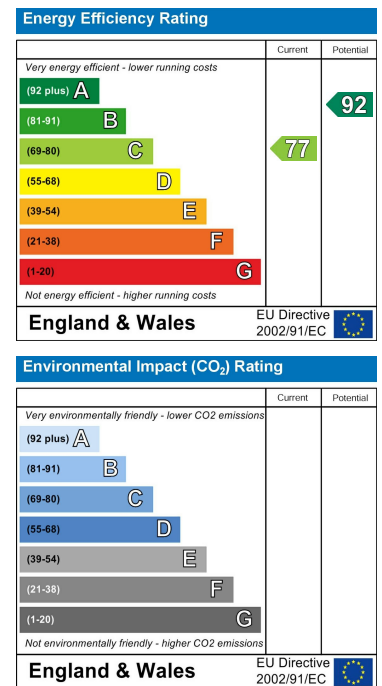 Energy Efficiency Rating
Current Potential
Very energy efficient - lower running costs
(92 plus) A
92
(81-91) B
(69-80) C
77
(55-68) D
(39-54) E
(21-38) F
(1-20) G
Not energy efficient - higher running costs
England & Wales
EU Directive
2002/91/EC
Environmental Impact (CO₂) Rating
Current Potential
Very environmentally friendly - lower CO2 emissions
(92 plus) A
(81-91) B
(69-80) C
(55-68) D
(39-54) E
(21-38) F
(1-20) G
Not environmentally friendly - higher CO2 emissions
England & Wales
EU Directive
2002/91/EC